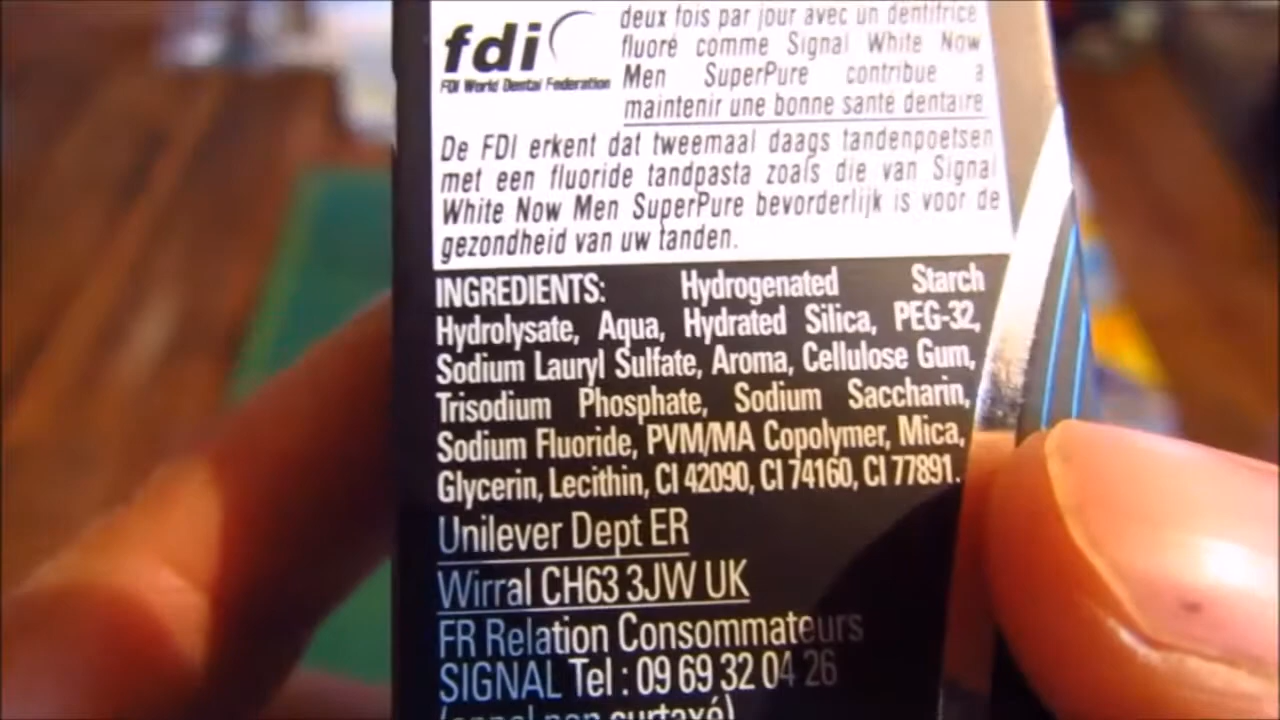 fdi
FDI World Dental Federation
deux fois par jour avec un dentifrice
fluoré comme Signal White Now
Men SuperPure contribue à
maintenir une bonne santé dentaire.
De FDI erkent dat tweemaal daags tandenpoetsen
met een fluoride tandpasta zoals die van Signal
White Now Men SuperPure bevorderlijk is voor de
gezondheid van uw tanden.
INGREDIENTS: Hydrogenated Starch
Hydrolysate, Aqua, Hydrated Silica, PEG-32,
Sodium Lauryl Sulfate, Aroma, Cellulose Gum,
Trisodium Phosphate, Sodium Saccharin,
Sodium Fluoride, PVM/MA Copolymer, Mica,
Glycerin, Lecithin, CI 42090, CI 74160, CI 77891.
Unilever Dept ER
Wirral CH63 3JW UK
FR Relation Consommateurs
SIGNAL Tel : 09 69 32 04 26
(appel non surtaxé)